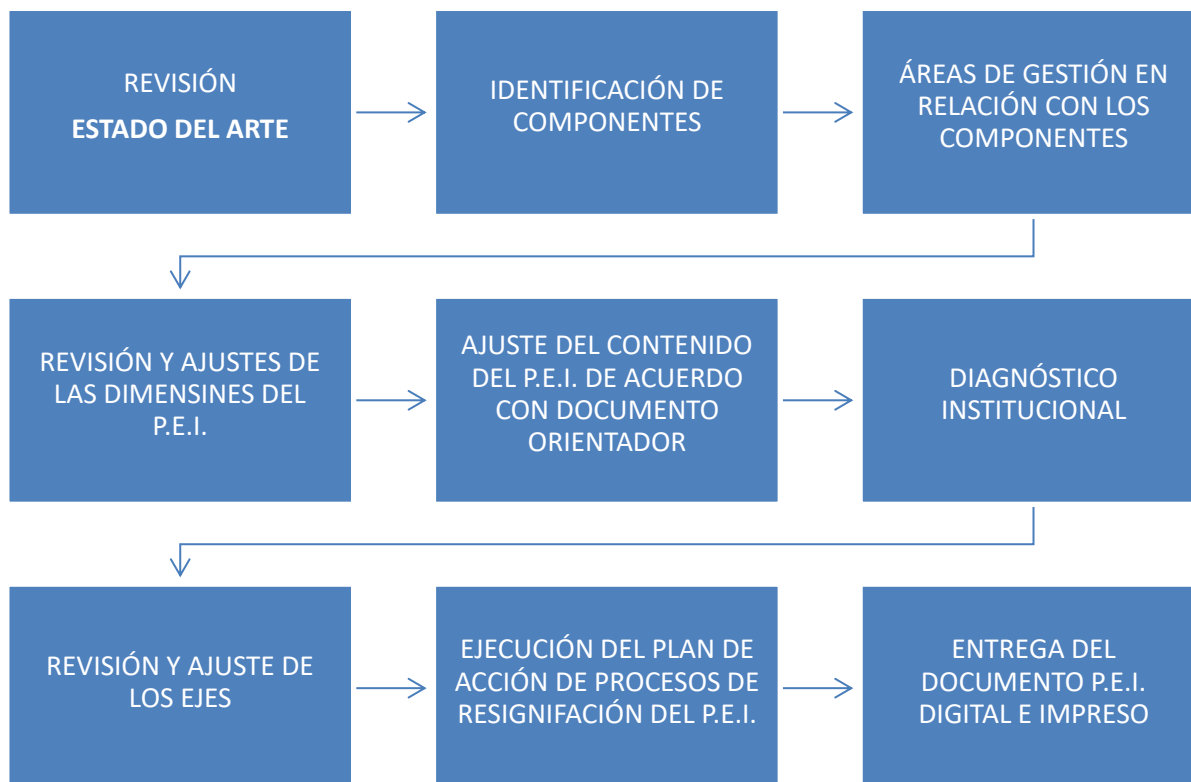 REVISIÓN
ESTADO DEL ARTE
IDENTIFICACIÓN DE
COMPONENTES
ÁREAS DE GESTIÓN EN
RELACIÓN CON LOS
COMPONENTES
REVISIÓN Y AJUSTES DE
LAS DIMENSINES DEL
P.E.I.
AJUSTE DEL CONTENIDO
DEL P.E.I. DE ACUERDO
CON DOCUMENTO
ORIENTADOR
DIAGNÓSTICO
INSTITUCIONAL
REVISIÓN Y AJUSTE DE
LOS EJES
EJECUCIÓN DEL PLAN DE
ACCIÓN DE PROCESOS DE
RESIGNIFACIÓN DEL P.E.I.
ENTREGA DEL
DOCUMENTO P.E.I.
DIGITAL E IMPRESO